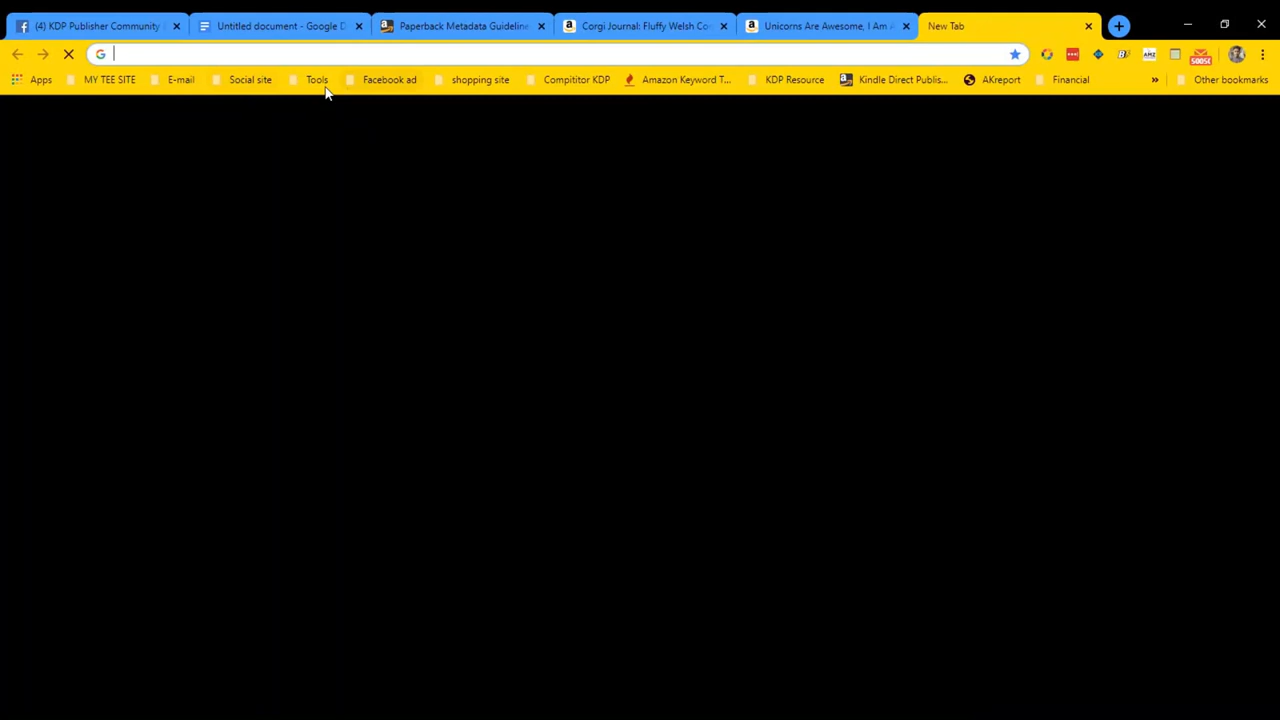 (4) KDP Publisher Community Untitled document - Google D Paperback Metadata Guideline Corgi Journal: Fluffy Welsh Co Unicorns Are Awesome, I Am A New Tab
Apps MY TEE SITE E-mail Social site Tools Facebook ad shopping site Compititor KDP Amazon Keyword T... KDP Resource Kindle Direct Publis... AKreport Financial » Other bookmarks